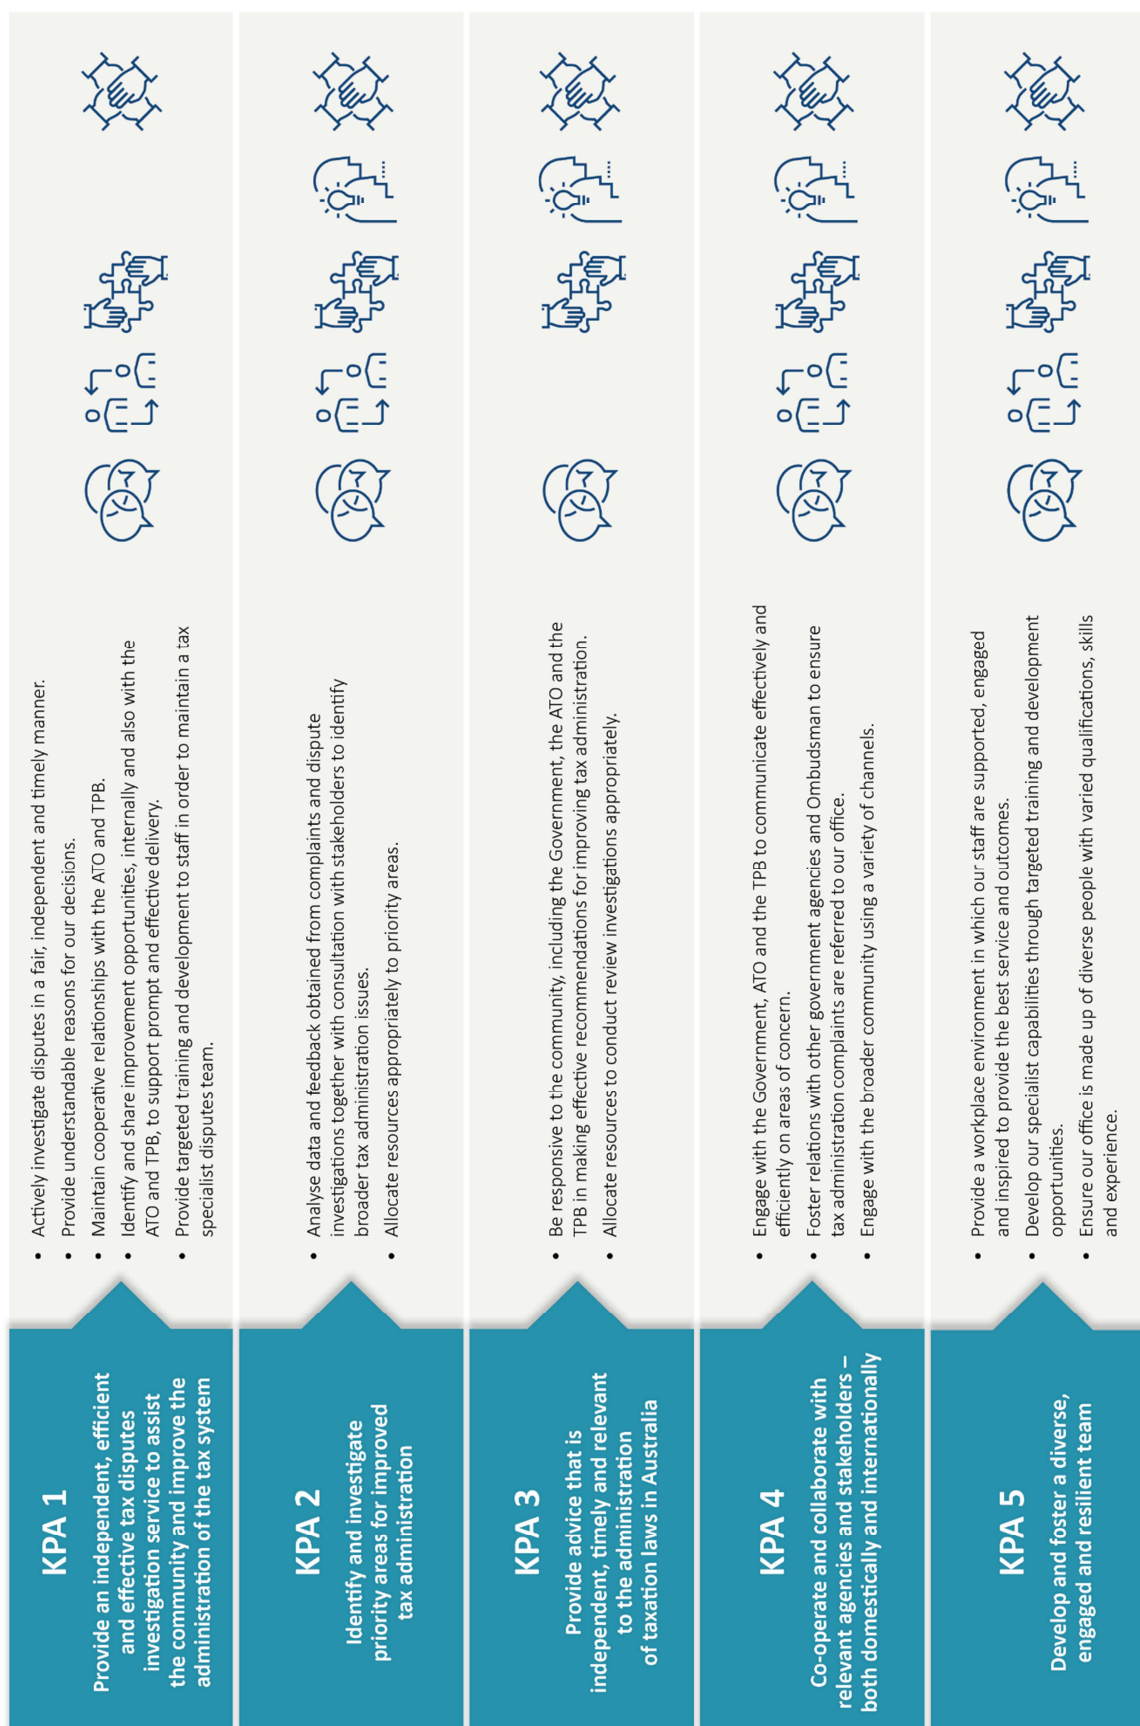 KPA 1
Provide an independent, efficient
and effective tax disputes
investigation service to assist
the community and improve the
administration of the tax system
• Actively investigate disputes in a fair, independent and timely manner.
• Provide understandable reasons for our decisions.
• Maintain cooperative relationships with the ATO and TPB.
• Identify and share improvement opportunities, internally and also with the
ATO and TPB, to support prompt and effective delivery.
• Provide targeted training and development to staff in order to maintain a tax
specialist disputes team.
KPA 2
Identify and investigate
priority areas for improved
tax administration
• Analyse data and feedback obtained from complaints and dispute
investigations together with consultation with stakeholders to identify
broader tax administration issues.
• Allocate resources appropriately to priority areas.
KPA 3
Provide advice that is
independent, timely and relevant
to the administration
of taxation laws in Australia
• Be responsive to the community, including the Government, the ATO and the
TPB in making effective recommendations for improving tax administration.
• Allocate resources to conduct review investigations appropriately.
KPA 4
Co-operate and collaborate with
relevant agencies and stakeholders –
both domestically and internationally
• Engage with the Government, ATO and the TPB to communicate effectively and
efficiently on areas of concern.
• Foster relations with other government agencies and Ombudsman to ensure
tax administration complaints are referred to our office.
• Engage with the broader community using a variety of channels.
KPA 5
Develop and foster a diverse,
engaged and resilient team
• Provide a workplace environment in which our staff are supported, engaged
and inspired to provide the best service and outcomes.
• Develop our specialist capabilities through targeted training and development
opportunities.
• Ensure our office is made up of diverse people with varied qualifications, skills
and experience.